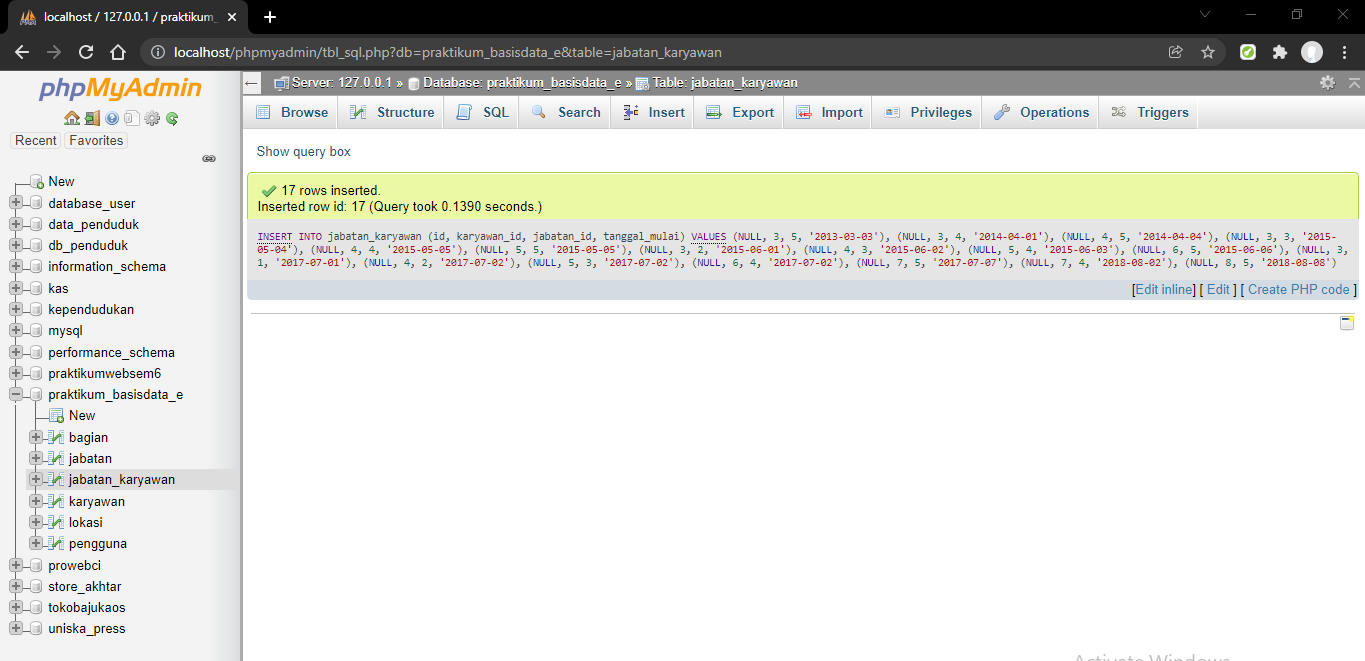 localhost / 127.0.0.1 / praktikum_
localhost/phpmyadmin/tbl_sql.php?db=praktikum_basisdata_e&table=jabatan_karyawan
phpMyAdmin
Recent Favorites
New
database_user
data_penduduk
db_penduduk
information_schema
kas
kependudukan
mysql
performance_schema
praktikumwebsem6
praktikum_basisdata_e
New
bagian
jabatan
jabatan_karyawan
karyawan
lokasi
pengguna
prowebci
store_akhtar
tokobajukaos
uniska_press
Server: 127.0.0.1 » Database: praktikum_basisdata_e » Table: jabatan_karyawan
Browse Structure SQL Search Insert Export Import Privileges Operations Triggers
Show query box
17 rows inserted.
Inserted row id: 17 (Query took 0.1390 seconds.)
INSERT INTO jabatan_karyawan (id, karyawan_id, jabatan_id, tanggal_mulai) VALUES (NULL, 3, 5, '2013-03-03'), (NULL, 3, 4, '2014-04-01'), (NULL, 4, 5, '2014-04-04'), (NULL, 3, 3, '2015-
05-04'), (NULL, 4, 4, '2015-05-05'), (NULL, 5, 5, '2015-05-05'), (NULL, 3, 2, '2015-06-01'), (NULL, 4, 3, '2015-06-02'), (NULL, 5, 4, '2015-06-03'), (NULL, 6, 5, '2015-06-06'), (NULL, 3,
1, '2017-07-01'), (NULL, 4, 2, '2017-07-02'), (NULL, 5, 3, '2017-07-02'), (NULL, 6, 4, '2017-07-02'), (NULL, 7, 5, '2017-07-07'), (NULL, 7, 4, '2018-08-02'), (NULL, 8, 5, '2018-08-08')
[Edit inline] [ Edit ] [ Create PHP code ]
Activate Windows